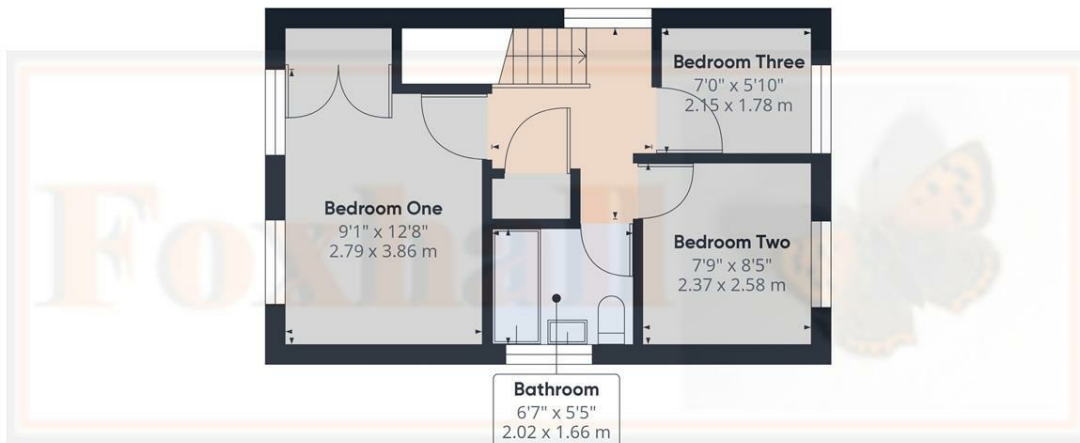 Bedroom Three
7'0" x 5'10"
2.15 x 1.78 m
Bedroom One
9'1" x 12'8"
2.79 x 3.86 m
Bedroom Two
7'9" x 8'5"
2.37 x 2.58 m
Foxhall
Bathroom
6'7" x 5'5"
2.02 x 1.66 m